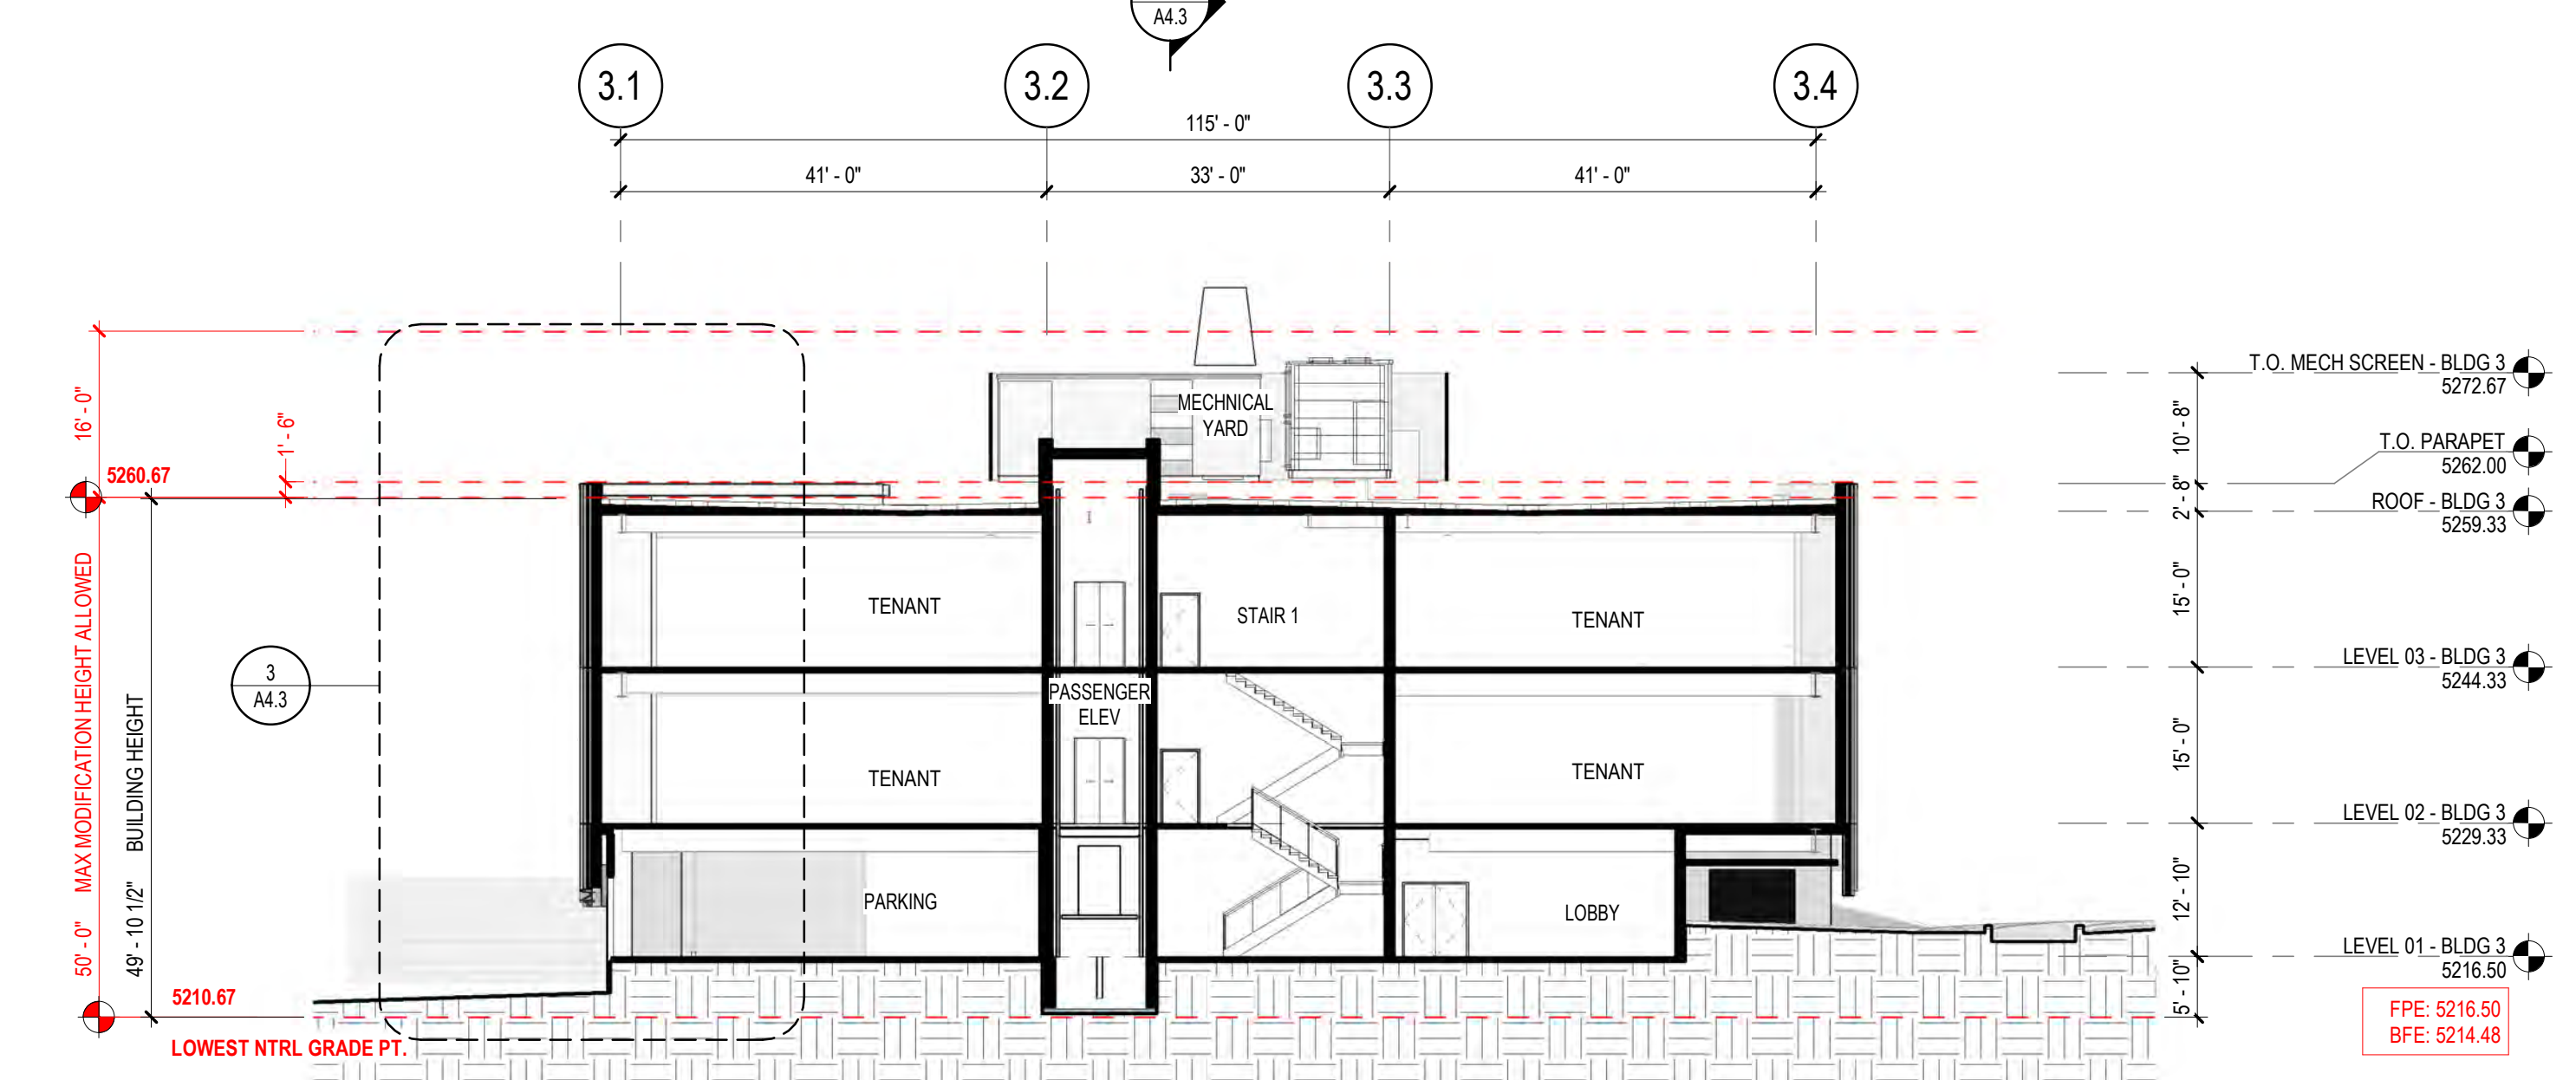 A4.3
3.1
3.2
3.3
3.4
115' - 0"
41' - 0"
33' - 0"
41' - 0"
16' - 0"
1' - 6"
5260.67
50' - 0" MAX MODIFICATION HEIGHT ALLOWED
49' - 10 1/2" BUILDING HEIGHT
3
A4.3
5210.67
LOWEST NTRL GRADE PT.
MECHNICAL
YARD
TENANT
STAIR 1
TENANT
PASSENGER
ELEV
TENANT
TENANT
PARKING
LOBBY
T.O. MECH SCREEN - BLDG 3
5272.67
10' - 8"
T.O. PARAPET
5262.00
2' - 8"
ROOF - BLDG 3
5259.33
15' - 0"
LEVEL 03 - BLDG 3
5244.33
15' - 0"
LEVEL 02 - BLDG 3
5229.33
12' - 10"
LEVEL 01 - BLDG 3
5216.50
5' - 10"
FPE: 5216.50
BFE: 5214.48